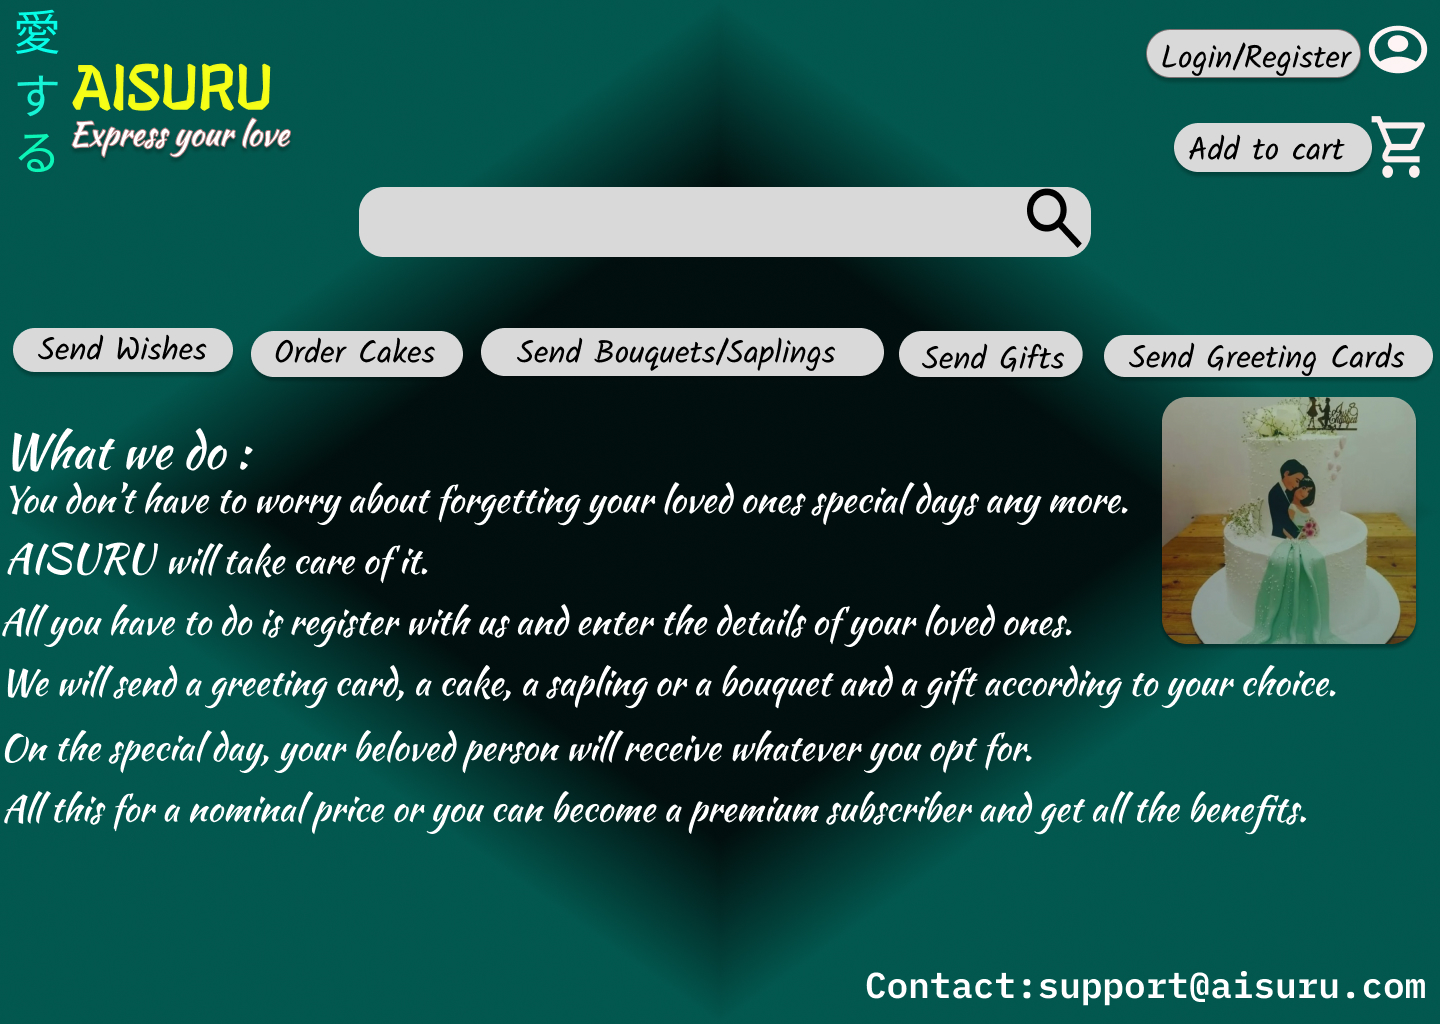 愛する
AISURU
Express your love
Login/Register
Add to cart
Send Wishes
Order Cakes
Send Bouquets/Saplings
Send Gifts
Send Greeting Cards
What we do :
You don't have to worry about forgetting your loved ones special days any more.
AISURU will take care of it.
All you have to do is register with us and enter the details of your loved ones.
We will send a greeting card, a cake, a sapling or a bouquet and a gift according to your choice.
On the special day, your beloved person will receive whatever you opt for.
All this for a nominal price or you can become a premium subscriber and get all the benefits.
Contact:support@aisuru.com